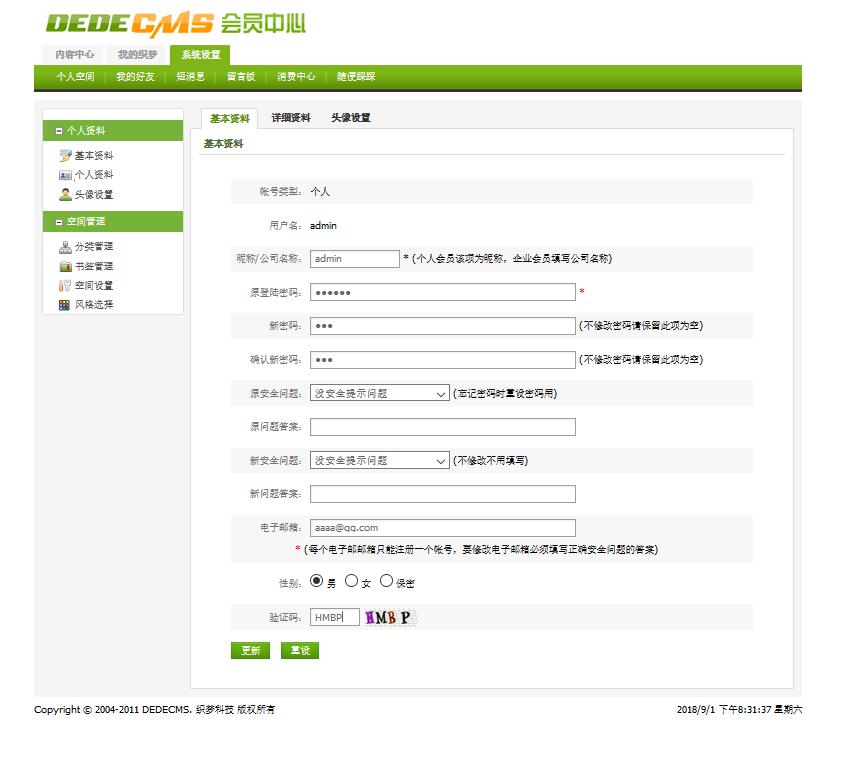 DEDECMS 会员中心
内容中心 我的织梦 系统设置
个人空间 我的好友 短消息 留言板 消费中心 随便踩踩
基本资料 详细资料 头像设置
个人资料
基本资料
个人资料
头像设置
空间管理
分类管理
书签管理
空间设置
风格选择
基本资料
帐号类型: 个人
用户名: admin
昵称/公司名称: admin * (个人会员该项为昵称，企业会员填写公司名称)
原登陆密码: ●●●●●● *
新密码: ●●● (不修改密码请保留此项为空)
确认新密码: ●●● (不修改密码请保留此项为空)
原安全问题: 没安全提示问题 (忘记密码时重设密码用)
原问题答案:
新安全问题: 没安全提示问题 (不修改不用填写)
新问题答案:
电子邮箱: aaaa@qq.com
* (每个电子邮邮箱只能注册一个帐号，要修改电子邮箱必须填写正确安全问题的答案)
性别: 男 女 保密
验证码: HMBP HMBP
更新 重设
Copyright © 2004-2011 DEDECMS. 织梦科技 版权所有 2018/9/1 下午8:31:37 星期六